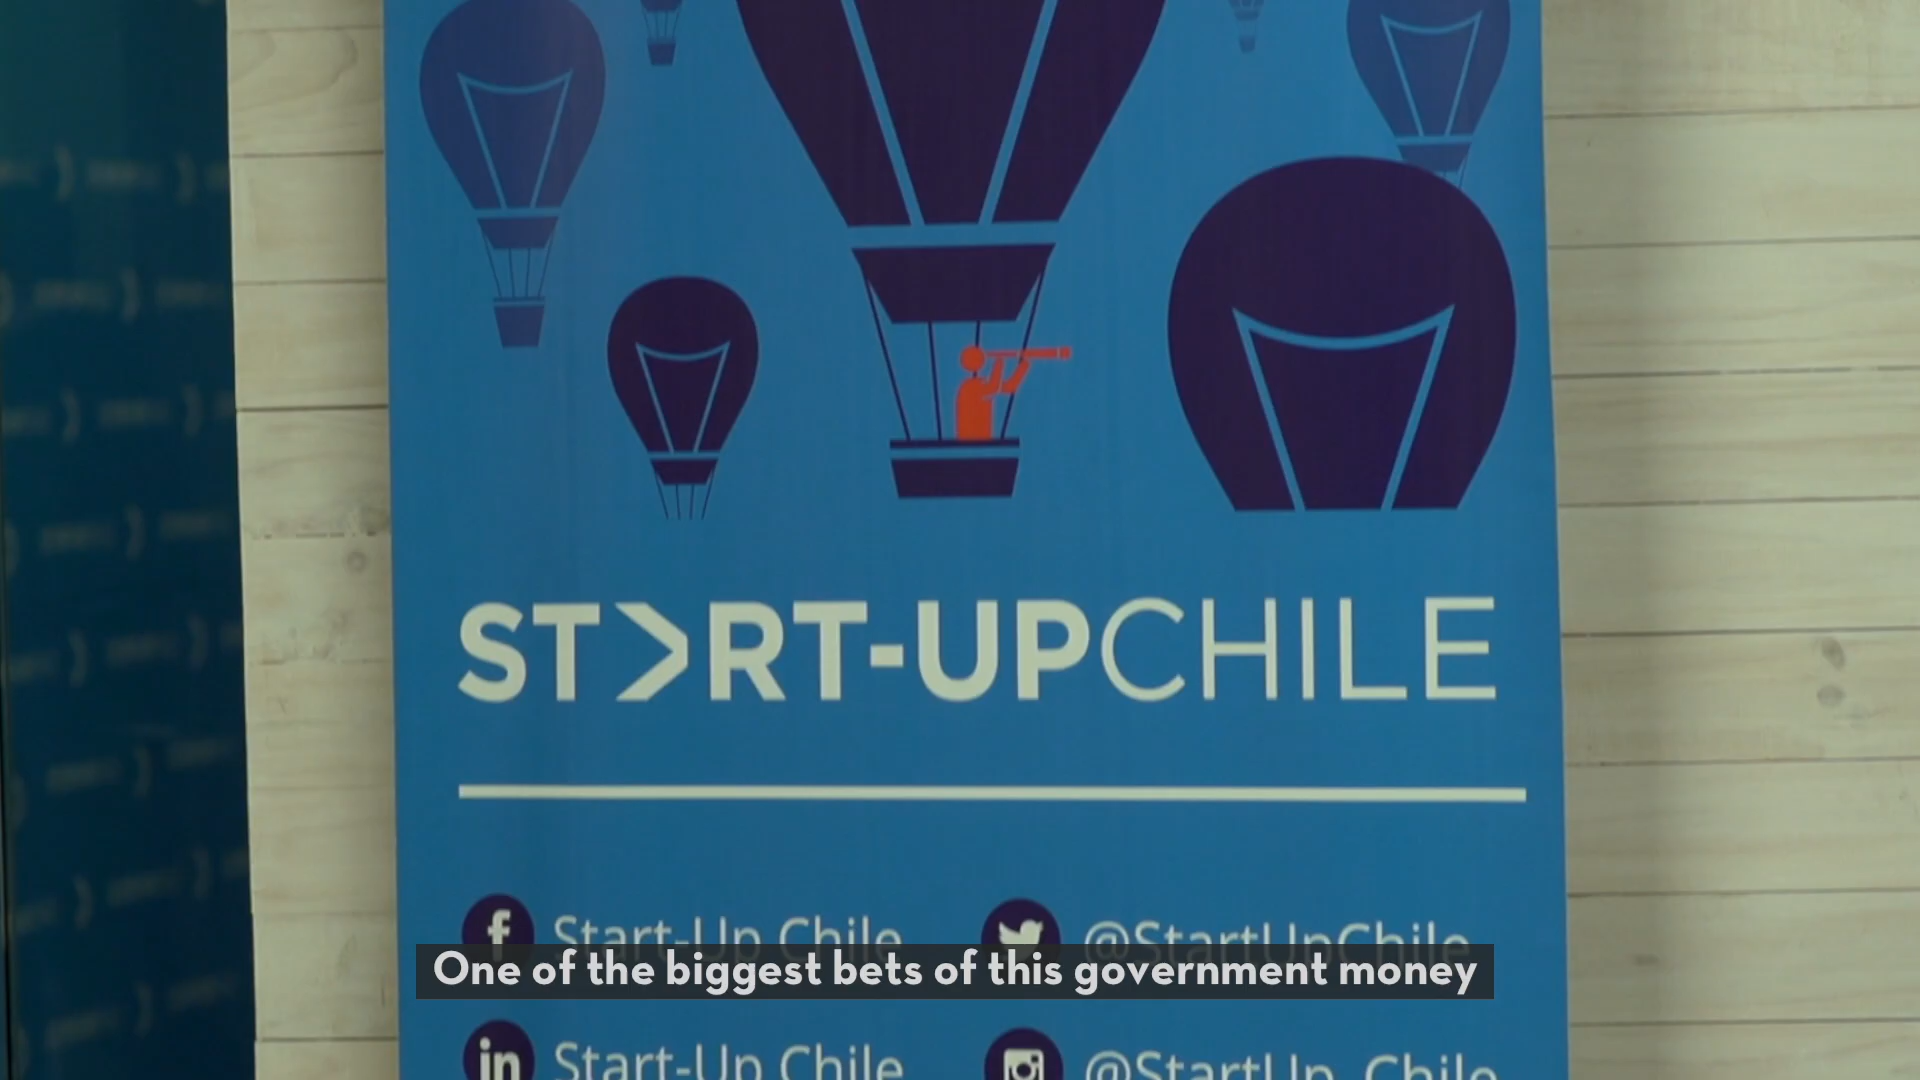 ST>RT-UPCHILE
f Start-Up Chile @StartUpChile
One of the biggest bets of this government money
in Start-Up Chile @StartUp_Chile